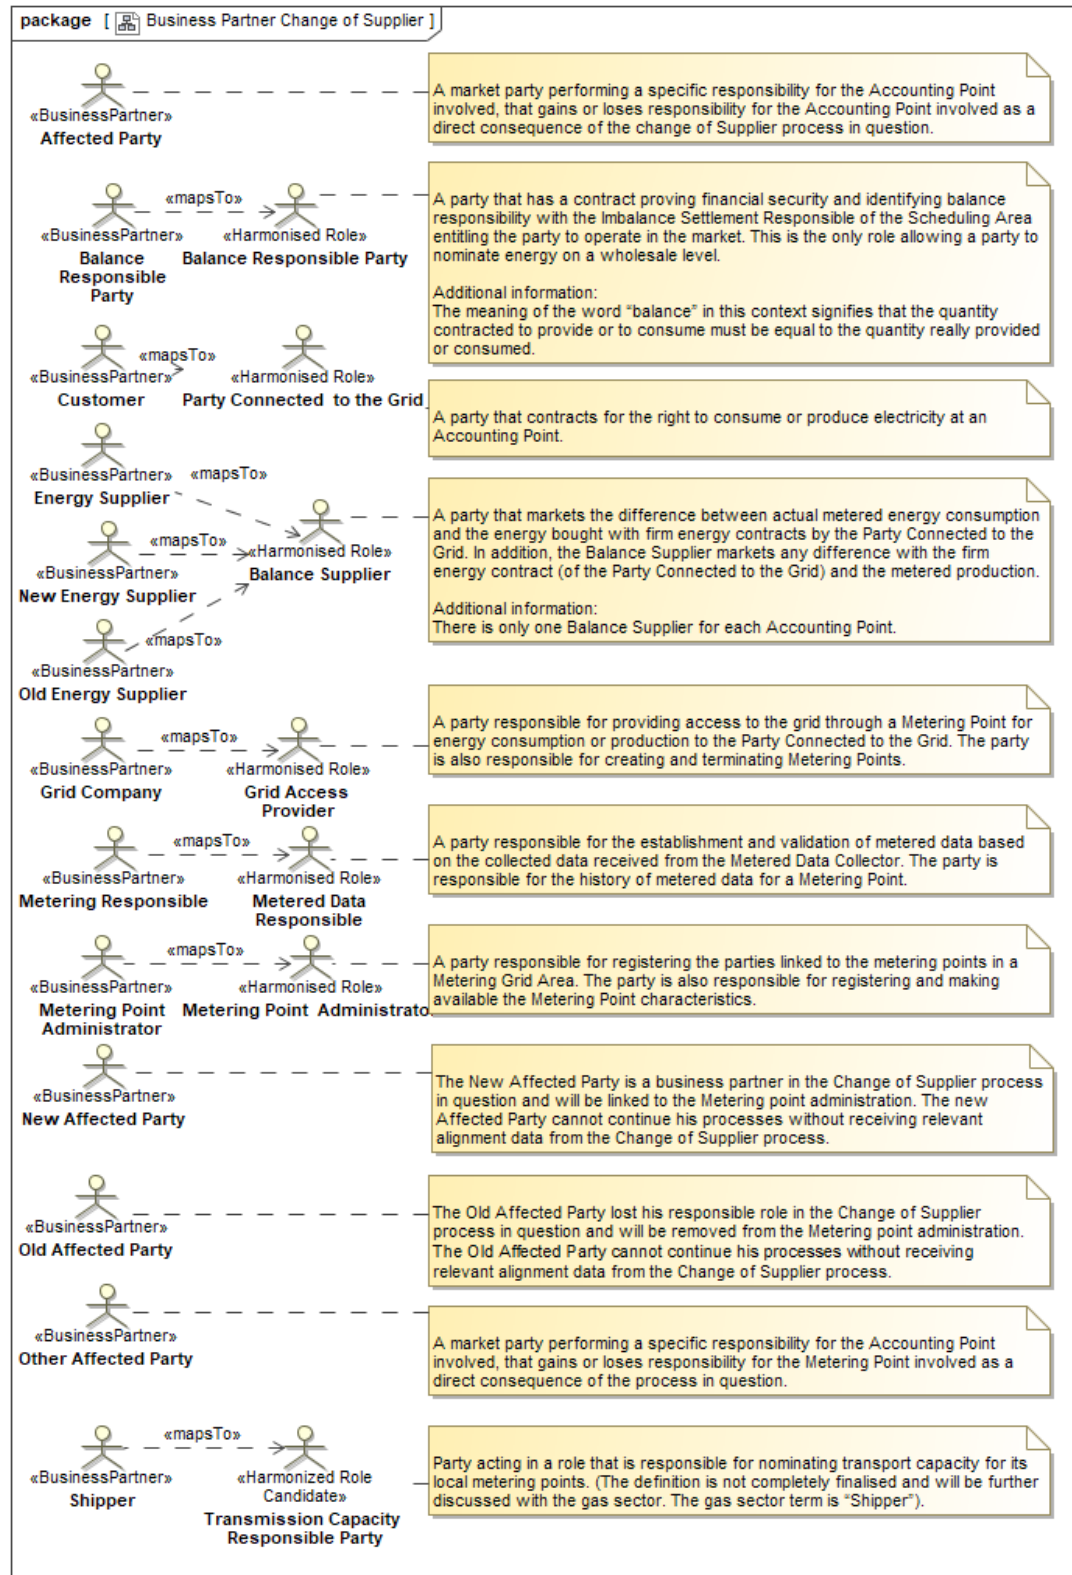 package [ Business Partner Change of Supplier ]
«BusinessPartner»
Affected Party
A market party performing a specific responsibility for the Accounting Point
involved, that gains or loses responsibility for the Accounting Point involved as a
direct consequence of the change of Supplier process in question.
«mapsTo»
«BusinessPartner»
Balance
Responsible
Party
«Harmonised Role»
Balance Responsible Party
A party that has a contract proving financial security and identifying balance
responsibility with the Imbalance Settlement Responsible of the Scheduling Area
entitling the party to operate in the market. This is the only role allowing a party to
nominate energy on a wholesale level.
Additional information:
The meaning of the word “balance” in this context signifies that the quantity
contracted to provide or to consume must be equal to the quantity really provided
or consumed.
«mapsTo»
«BusinessPartner»
Customer
«Harmonised Role»
Party Connected to the Grid
A party that contracts for the right to consume or produce electricity at an
Accounting Point.
«BusinessPartner»
Energy Supplier
«mapsTo»
«mapsTo»
«BusinessPartner»
New Energy Supplier
«Harmonised Role»
Balance Supplier
«mapsTo»
«BusinessPartner»
Old Energy Supplier
A party that markets the difference between actual metered energy consumption
and the energy bought with firm energy contracts by the Party Connected to the
Grid. In addition, the Balance Supplier markets any difference with the firm
energy contract (of the Party Connected to the Grid) and the metered production.
Additional information:
There is only one Balance Supplier for each Accounting Point.
«mapsTo»
«BusinessPartner»
Grid Company
«Harmonised Role»
Grid Access
Provider
A party responsible for providing access to the grid through a Metering Point for
energy consumption or production to the Party Connected to the Grid. The party
is also responsible for creating and terminating Metering Points.
«mapsTo»
«BusinessPartner»
Metering Responsible
«Harmonised Role»
Metered Data
Responsible
A party responsible for the establishment and validation of metered data based
on the collected data received from the Metered Data Collector. The party is
responsible for the history of metered data for a Metering Point.
«mapsTo»
«BusinessPartner»
Metering Point
Administrator
«Harmonised Role»
Metering Point Administrato
A party responsible for registering the parties linked to the metering points in a
Metering Grid Area. The party is also responsible for registering and making
available the Metering Point characteristics.
«BusinessPartner»
New Affected Party
The New Affected Party is a business partner in the Change of Supplier process
in question and will be linked to the Metering point administration. The new
Affected Party cannot continue his processes without receiving relevant
alignment data from the Change of Supplier process.
«BusinessPartner»
Old Affected Party
The Old Affected Party lost his responsible role in the Change of Supplier
process in question and will be removed from the Metering point administration.
The Old Affected Party cannot continue his processes without receiving
relevant alignment data from the Change of Supplier process.
«BusinessPartner»
Other Affected Party
A market party performing a specific responsibility for the Accounting Point
involved, that gains or loses responsibility for the Metering Point involved as a
direct consequence of the process in question.
«mapsTo»
«BusinessPartner»
Shipper
«Harmonized Role
Candidate»
Transmission Capacity
Responsible Party
Party acting in a role that is responsible for nominating transport capacity for its
local metering points. (The definition is not completely finalised and will be further
discussed with the gas sector. The gas sector term is “Shipper”).